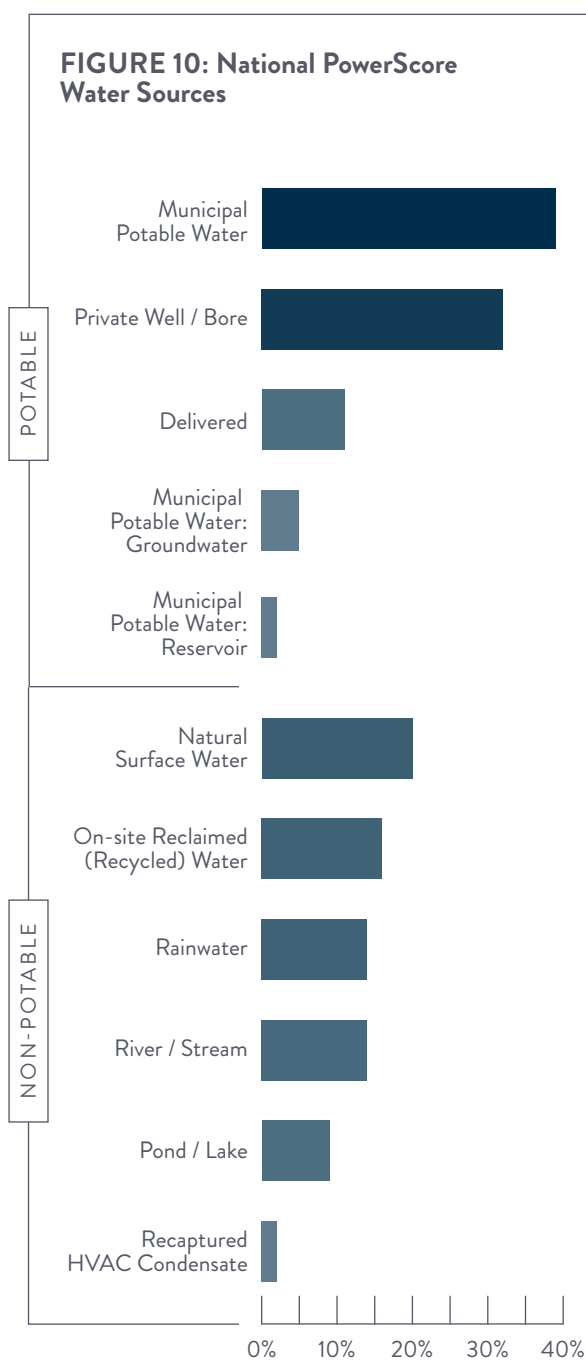 FIGURE 10: National PowerScore
Water Sources
POTABLE
Municipal
Potable Water
Private Well / Bore
Delivered
Municipal
Potable Water:
Groundwater
Municipal
Potable Water:
Reservoir
NON-POTABLE
Natural
Surface Water
On-site Reclaimed
(Recycled) Water
Rainwater
River / Stream
Pond / Lake
Recaptured
HVAC Condensate
0% 10% 20% 30% 40%